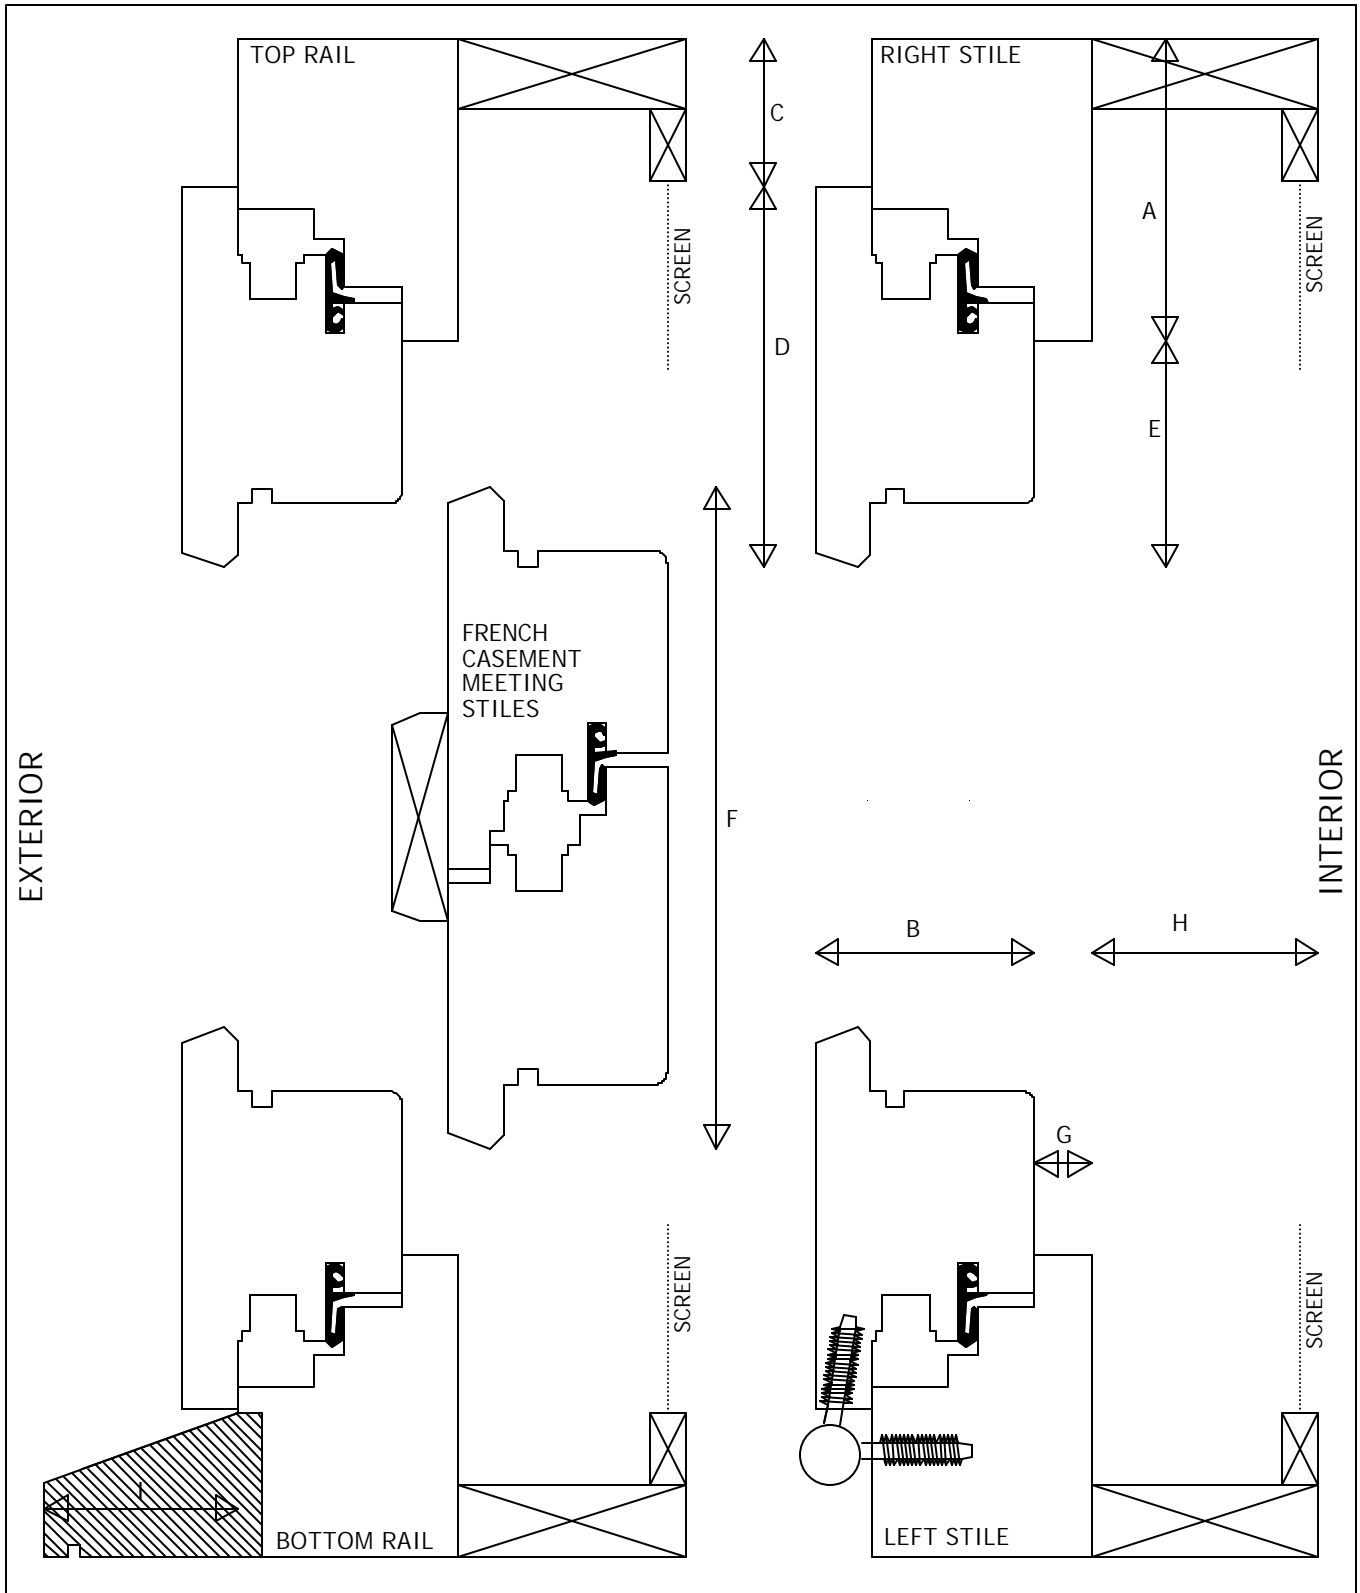 TOP RAIL
RIGHT STILE
C
A
SCREEN
SCREEN
D
E
FRENCH
CASEMENT
MEETING
STILES
EXTERIOR
INTERIOR
F
B
H
G
SCREEN
SCREEN
I
BOTTOM RAIL
LEFT STILE